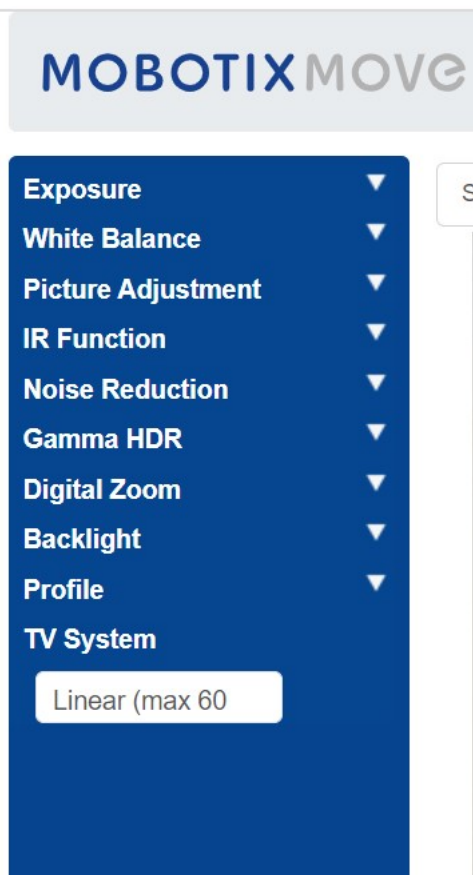 MOBOTIX MOVE
Exposure
White Balance
Picture Adjustment
IR Function
Noise Reduction
Gamma HDR
Digital Zoom
Backlight
Profile
TV System
Linear (max 60
S